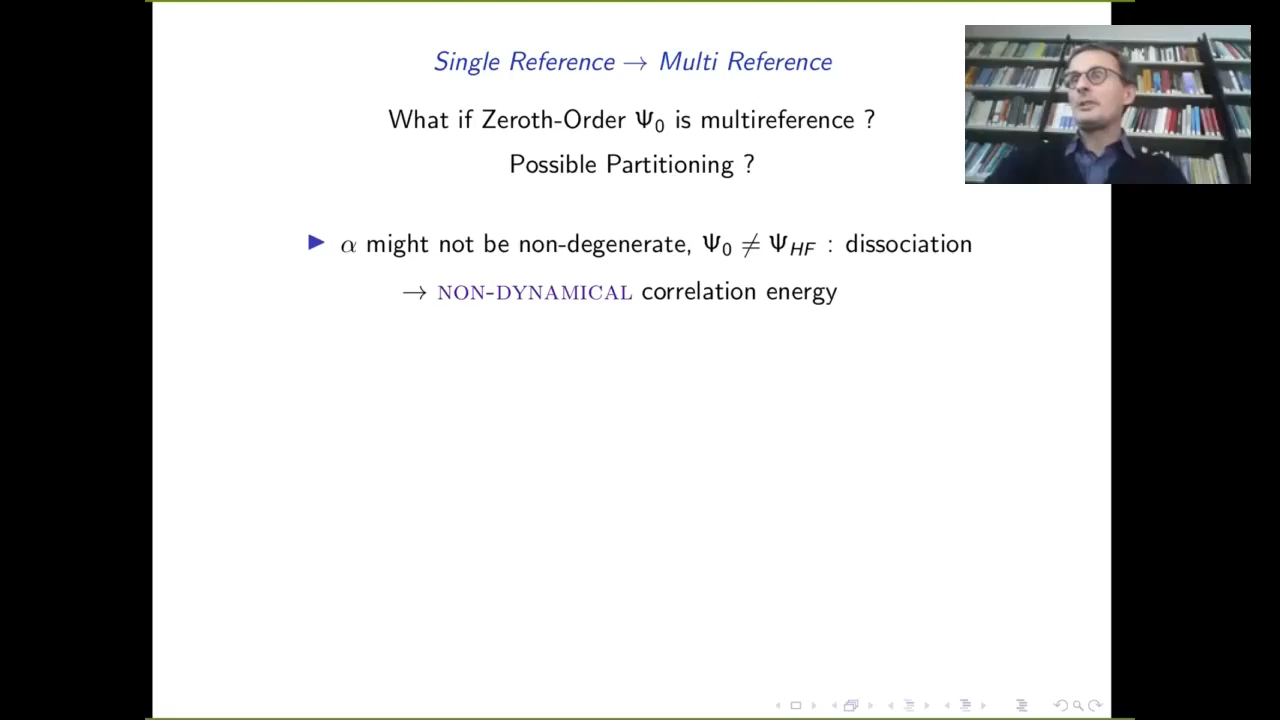 Single Reference → Multi Reference
What if Zeroth-Order Ψ₀ is multireference ?
Possible Partitioning ?
▶ α might not be non-degenerate, Ψ₀ ≠ Ψ_HF : dissociation
→ NON-DYNAMICAL correlation energy